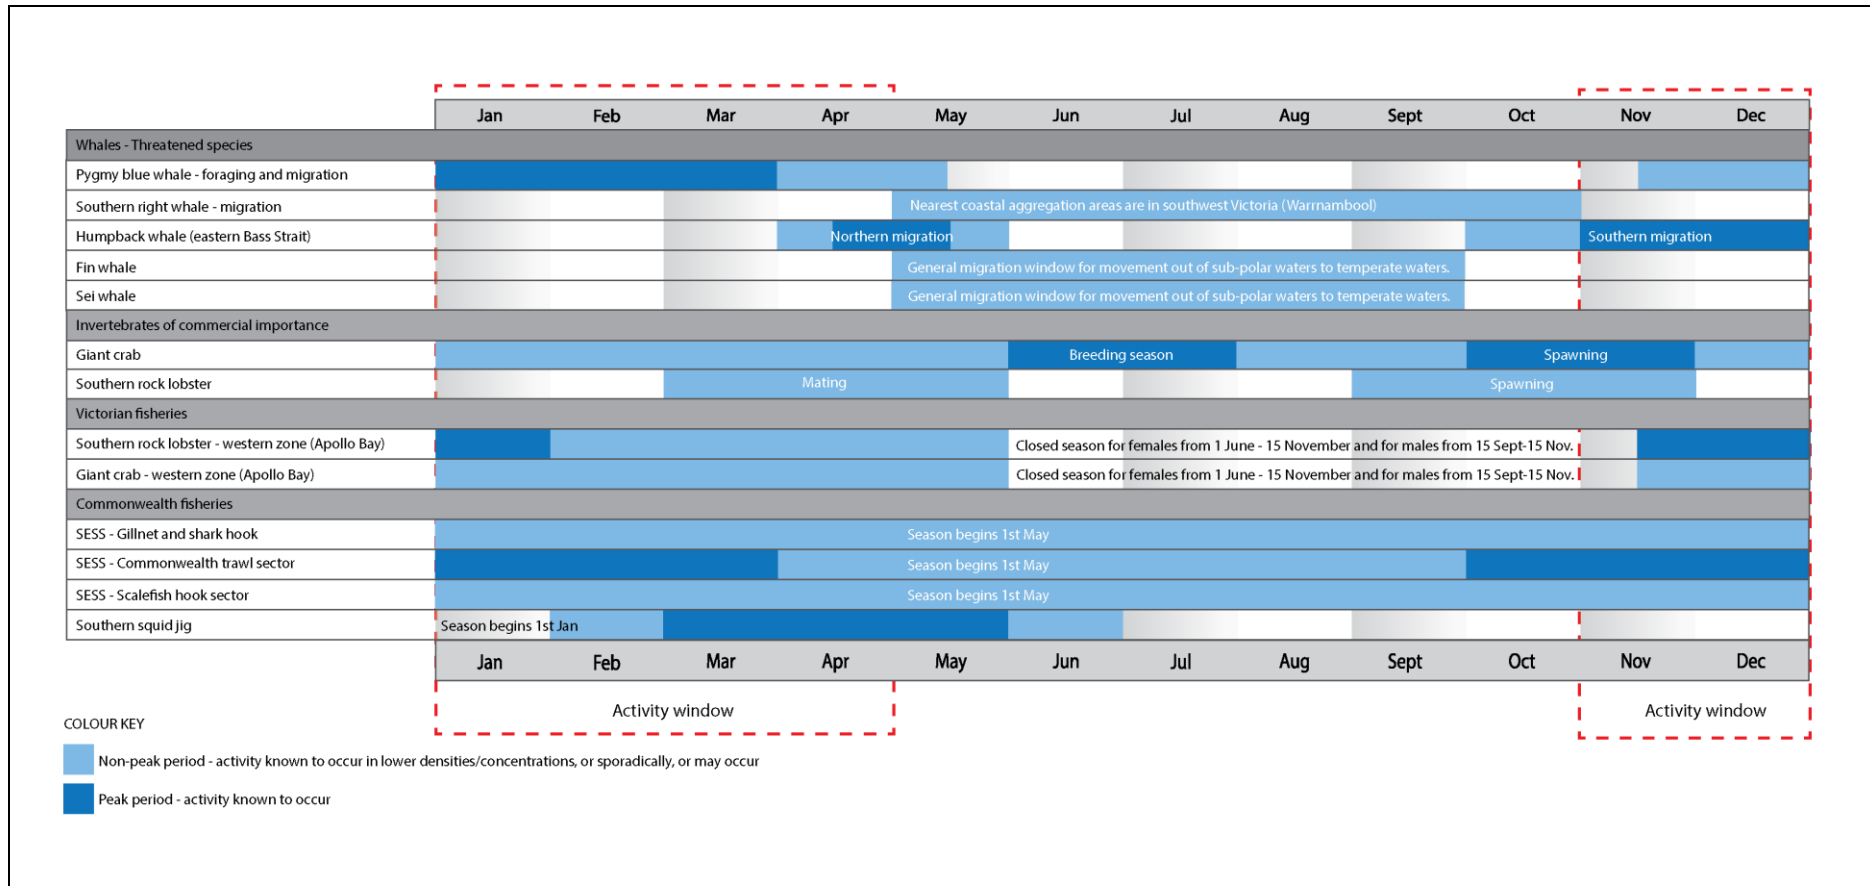 Jan Feb Mar Apr May Jun Jul Aug Sept Oct Nov Dec
Whales - Threatened species
Pygmy blue whale - foraging and migration
Southern right whale - migration Nearest coastal aggregation areas are in southwest Victoria (Warrnambool)
Humpback whale (eastern Bass Strait) Northern migration Southern migration
Fin whale General migration window for movement out of sub-polar waters to temperate waters.
Sei whale General migration window for movement out of sub-polar waters to temperate waters.
Invertebrates of commercial importance
Giant crab Breeding season Spawning
Southern rock lobster Mating Spawning
Victorian fisheries
Southern rock lobster - western zone (Apollo Bay) Closed season for females from 1 June - 15 November and for males from 15 Sept-15 Nov.
Giant crab - western zone (Apollo Bay) Closed season for females from 1 June - 15 November and for males from 15 Sept-15 Nov.
Commonwealth fisheries
SESS - Gillnet and shark hook Season begins 1st May
SESS - Commonwealth trawl sector Season begins 1st May
SESS - Scalefish hook sector Season begins 1st May
Southern squid jig Season begins 1st Jan
Jan Feb Mar Apr May Jun Jul Aug Sept Oct Nov Dec
Activity window Activity window
COLOUR KEY
Non-peak period - activity known to occur in lower densities/concentrations, or sporadically, or may occur
Peak period - activity known to occur